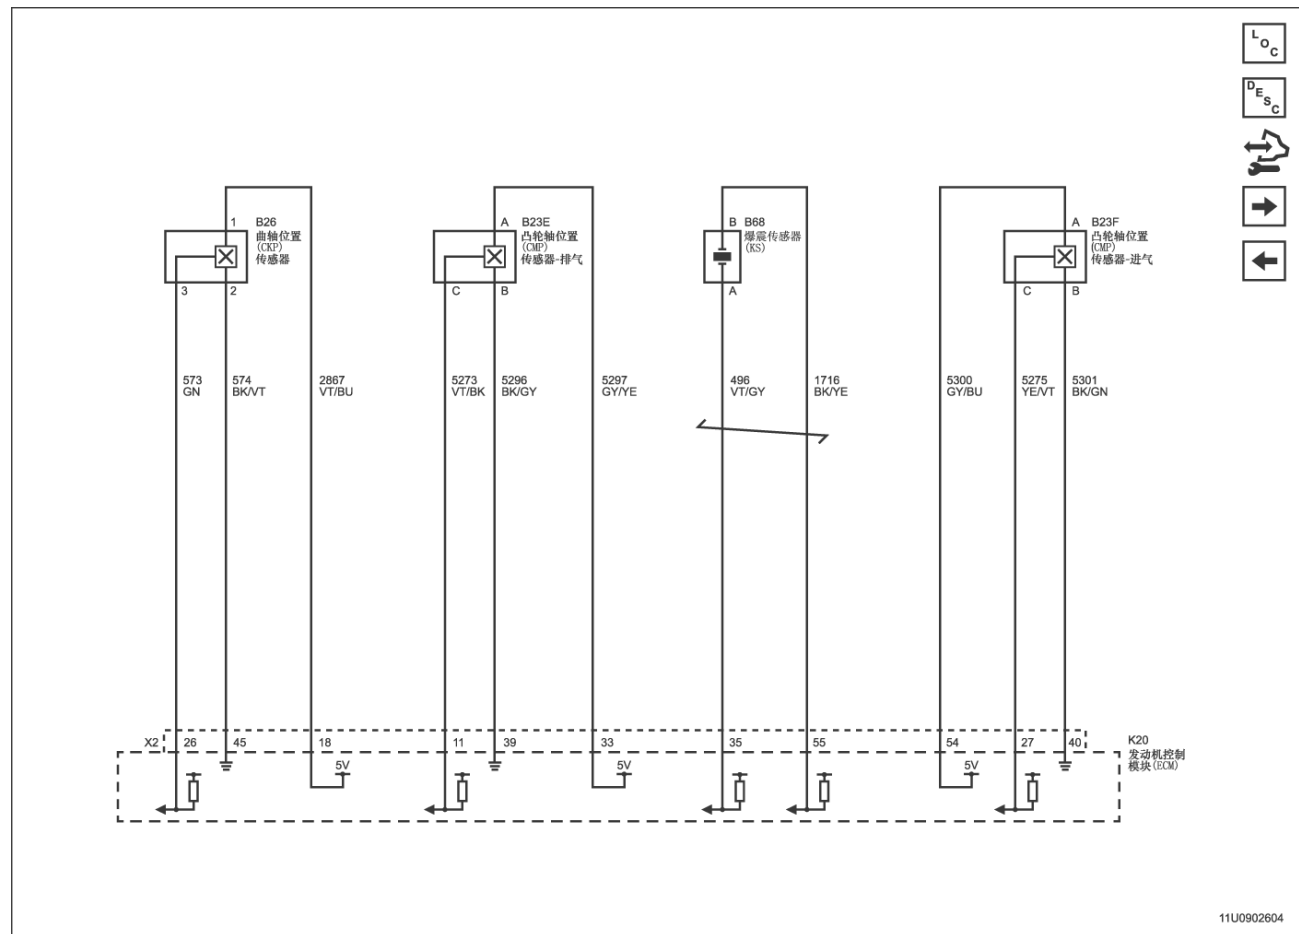 LOC
DESC
1 B26
曲轴位置
(CKP)
传感器
3 2
A B23E
凸轮轴位置
(CMP)
传感器-排气
C B
B B68
爆震传感器
(KS)
A
A B23F
凸轮轴位置
(CMP)
传感器-进气
C B
573 574 2867 5273 5296 5297 496 1716 5300 5275 5301
GN BK/VT VT/BU VT/BK BK/GY GY/YE VT/GY BK/YE GY/BU YE/VT BK/GN
X2 26 45 18 11 39 33 35 55 54 27 40 K20
发动机控制
模块(ECM)
5V 5V 5V
11U0902604